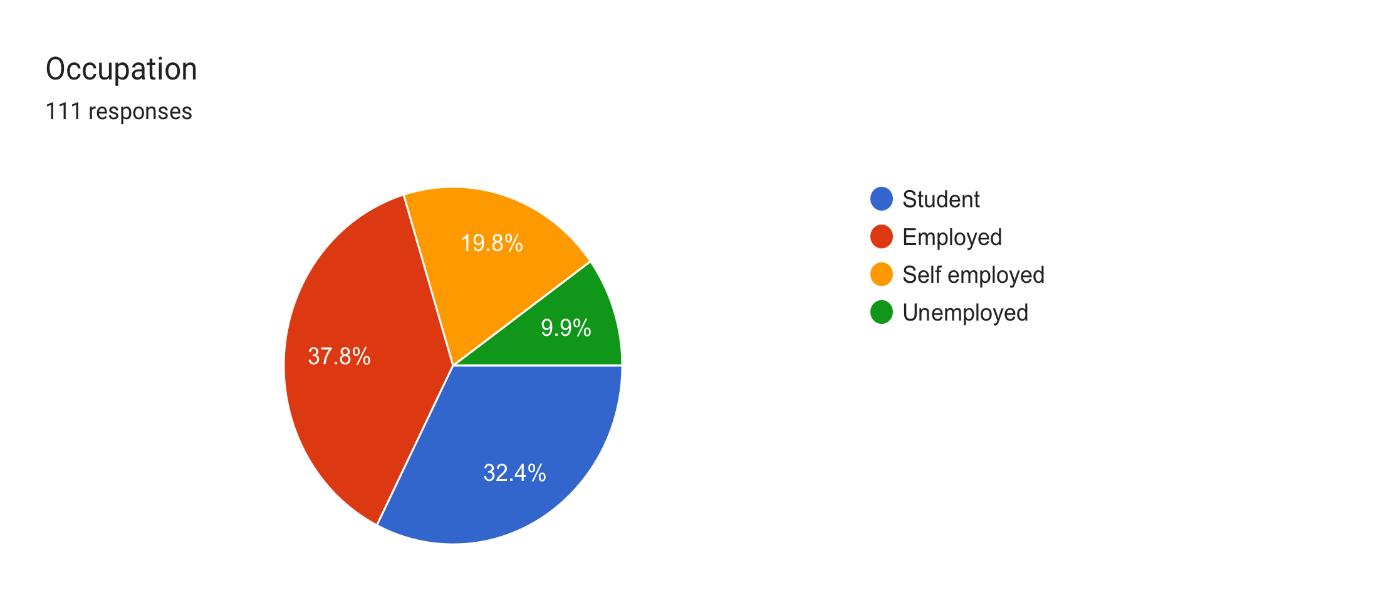 Occupation
111 responses
19.8%
9.9%
37.8%
32.4%
Student
Employed
Self employed
Unemployed